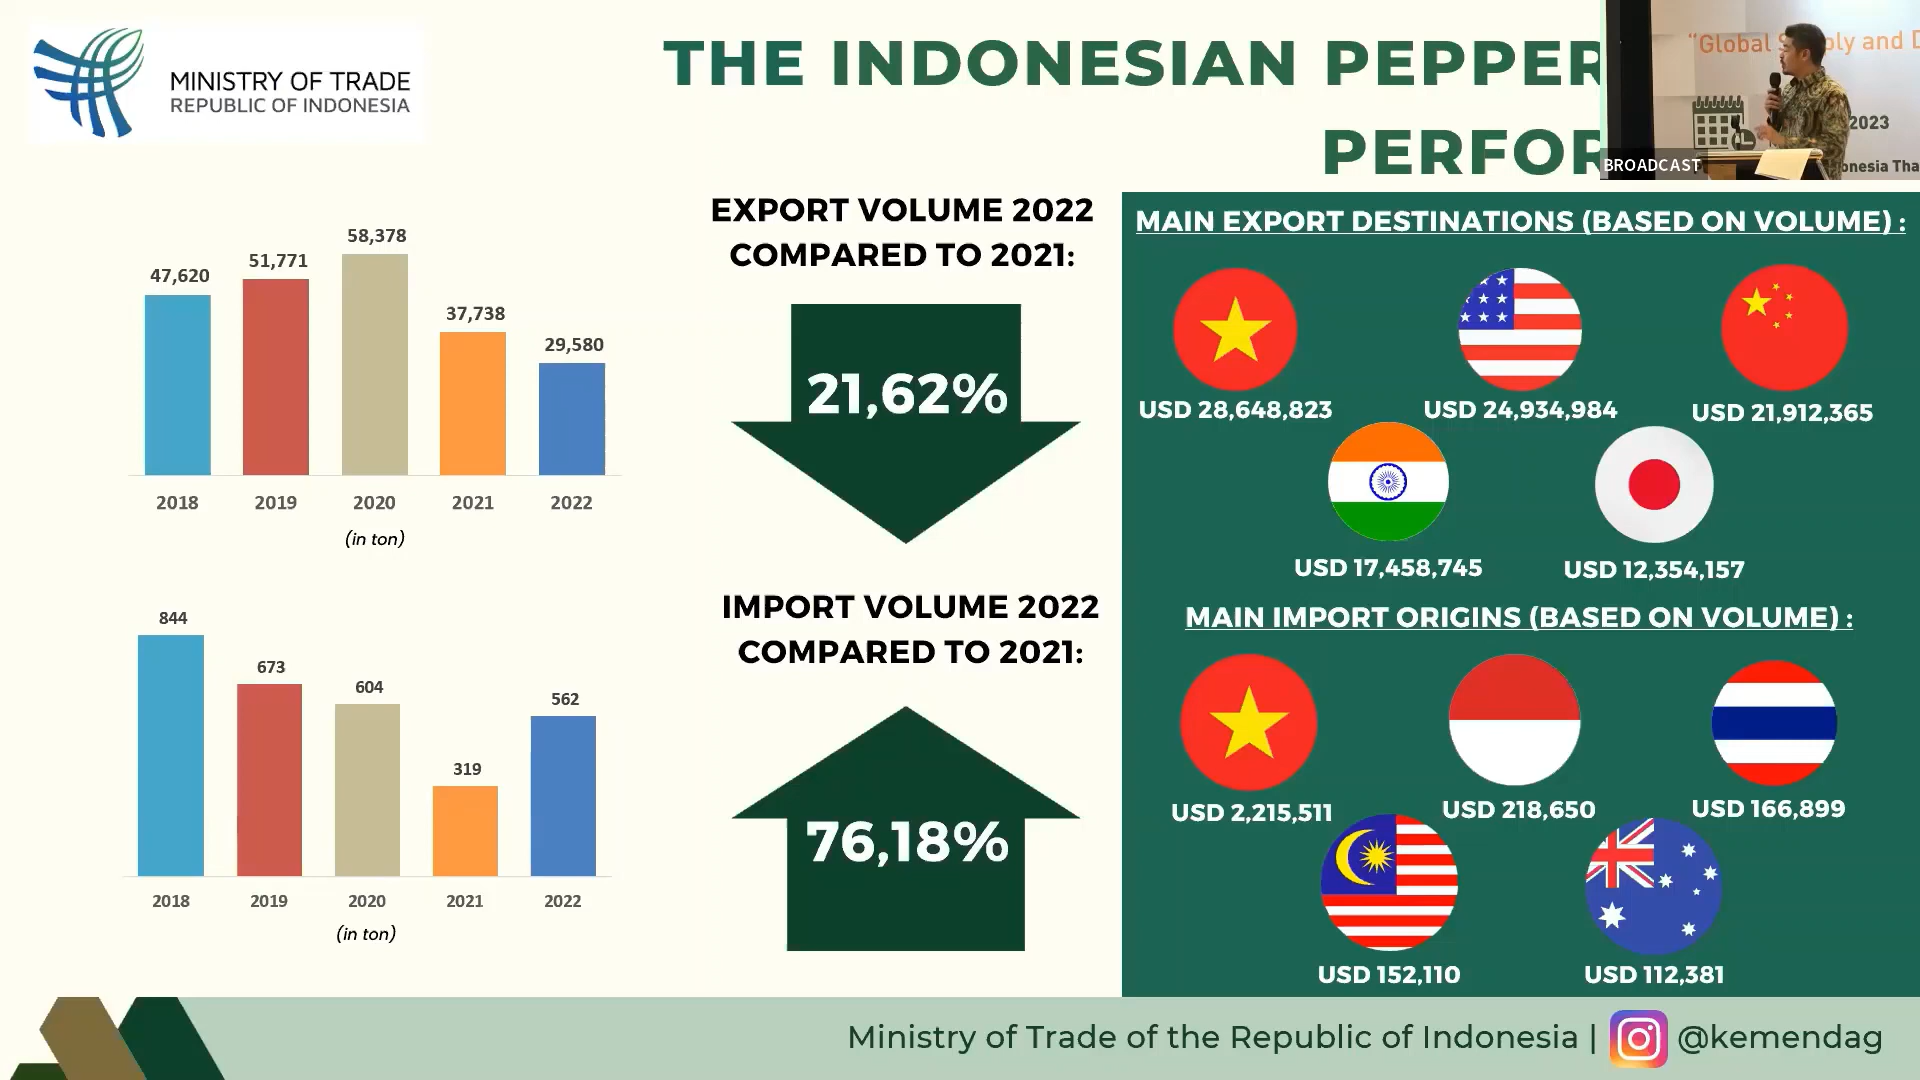 MINISTRY OF TRADE
REPUBLIC OF INDONESIA
THE INDONESIAN PEPPER
"Global
and
2023
BROADCAST
EXPORT VOLUME 2022
COMPARED TO 2021:
21,62%
47,620
51,771
58,378
37,738
29,580
2018
2019
2020
2021
2022
(in ton)
IMPORT VOLUME 2022
COMPARED TO 2021:
76,18%
844
673
604
319
562
2018
2019
2020
2021
2022
(in ton)
MAIN EXPORT DESTINATIONS (BASED ON VOLUME) :
USD 28,648,823
USD 24,934,984
USD 21,912,365
USD 17,458,745
USD 12,354,157
MAIN IMPORT ORIGINS (BASED ON VOLUME) :
USD 2,215,511
USD 218,650
USD 166,899
USD 152,110
USD 112,381
Ministry of Trade of the Republic of Indonesia | @kemendag